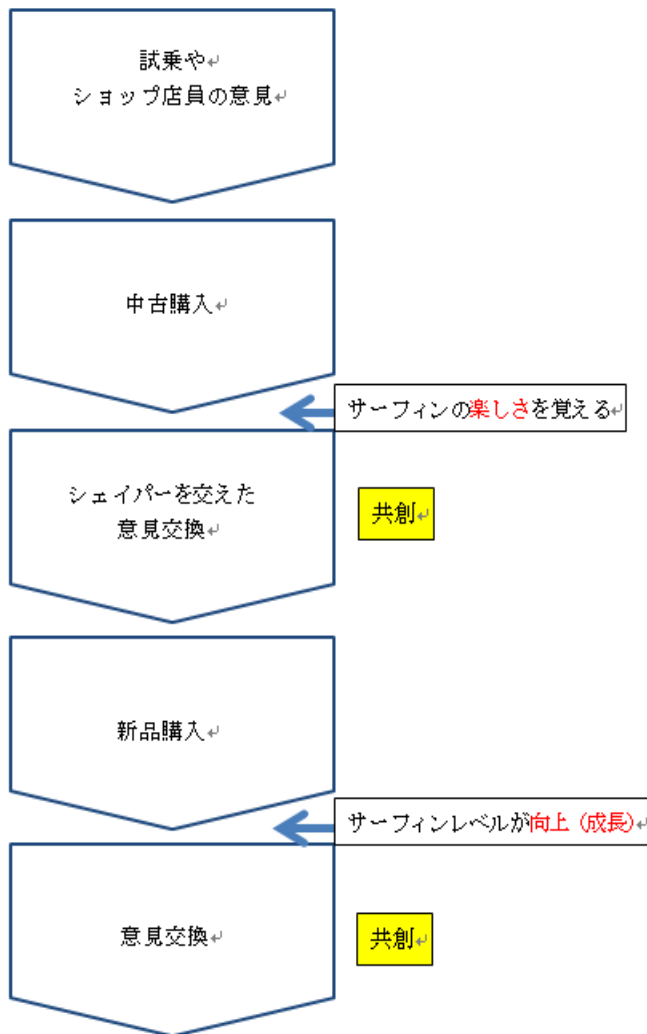 試乗や
ショップ店員の意見
中古購入
サーフィンの楽しさを覚える
シェイパーを交えた
意見交換
共創
新品購入
サーフィンレベルが向上（成長）
意見交換
共創